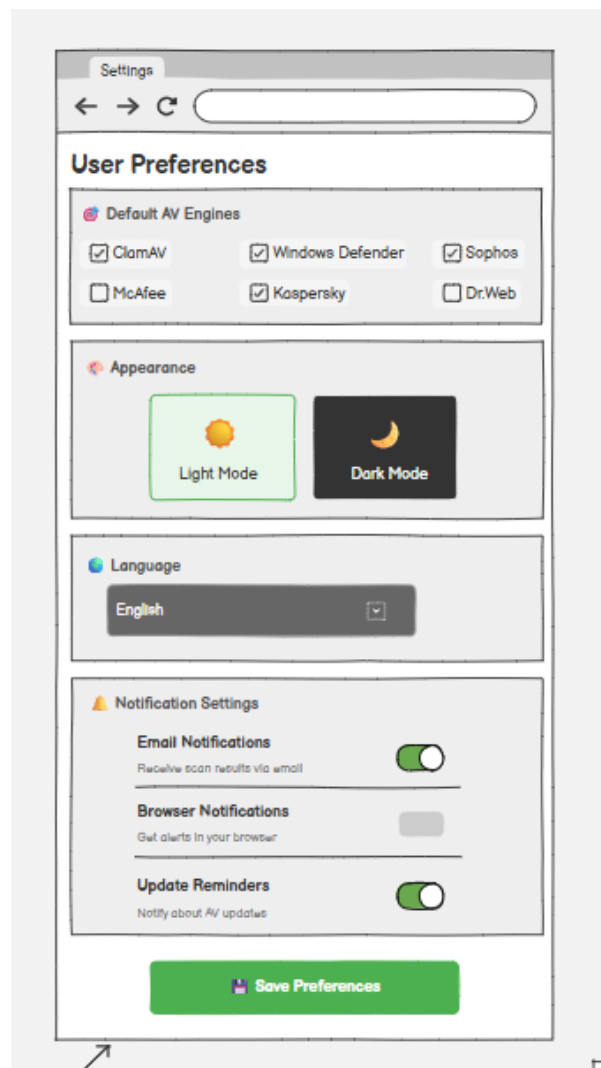 Settings
User Preferences
Default AV Engines
ClamAV Windows Defender Sophos
McAfee Kaspersky Dr.Web
Appearance
Light Mode Dark Mode
Language
English
Notification Settings
Email Notifications
Receive scan results via email
Browser Notifications
Get alerts in your browser
Update Reminders
Notify about AV updates
Save Preferences